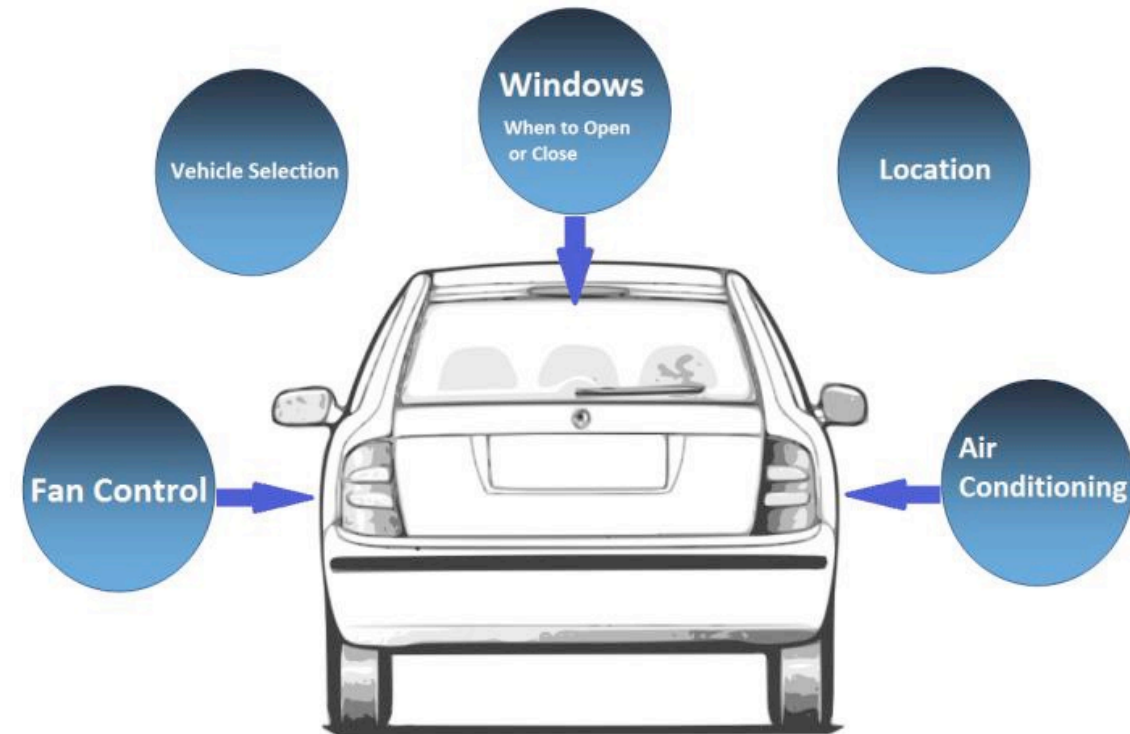 Windows
When to Open
or Close
Vehicle Selection
Location
Fan Control
Air
Conditioning